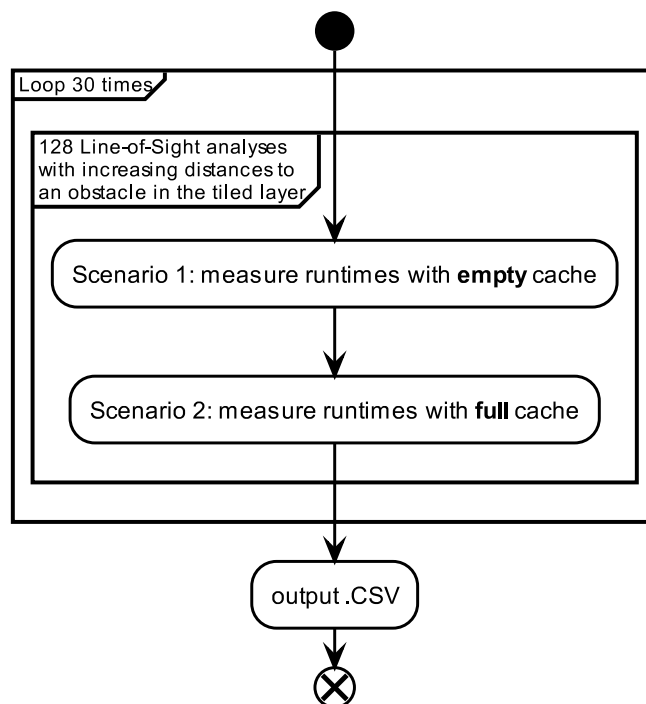 Loop 30 times
128 Line-of-Sight analyses
with increasing distances to
an obstacle in the tiled layer
Scenario 1: measure runtimes with empty cache
Scenario 2: measure runtimes with full cache
output .CSV